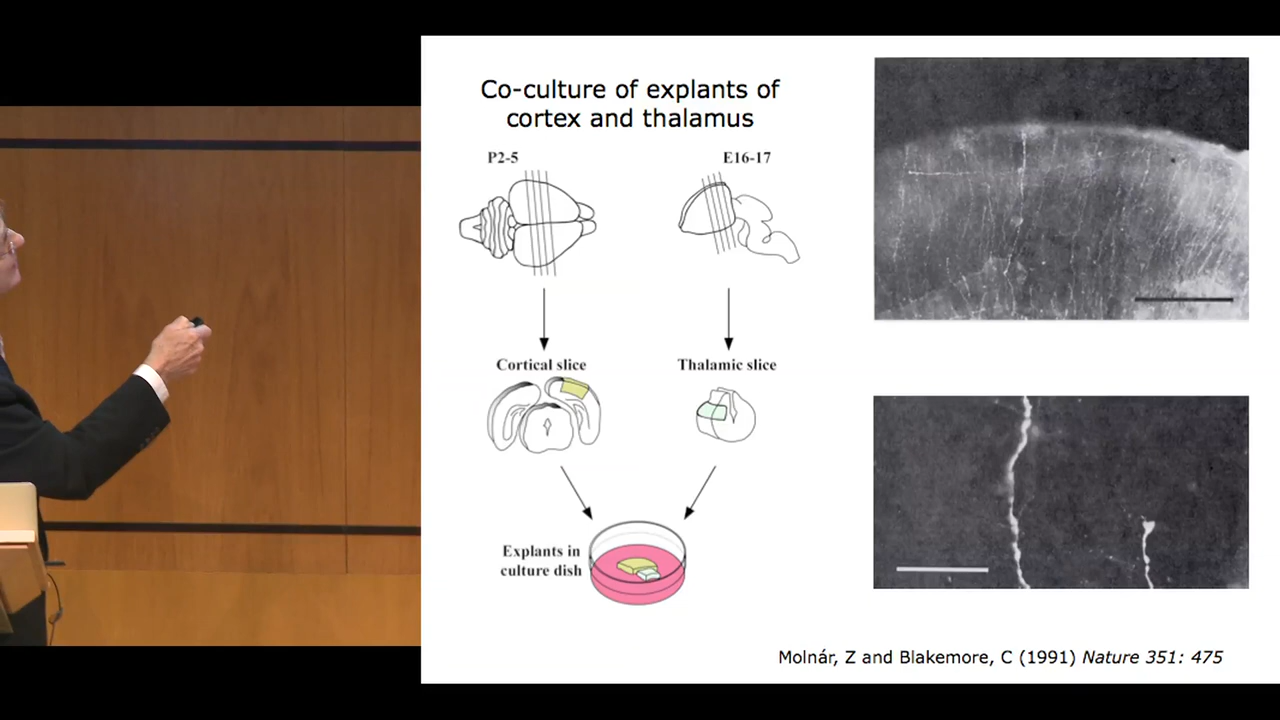 Co-culture of explants of
cortex and thalamus
P2-5
E16-17
Cortical slice
Thalamic slice
Explants in
culture dish
Molnár, Z and Blakemore, C (1991) Nature 351: 475